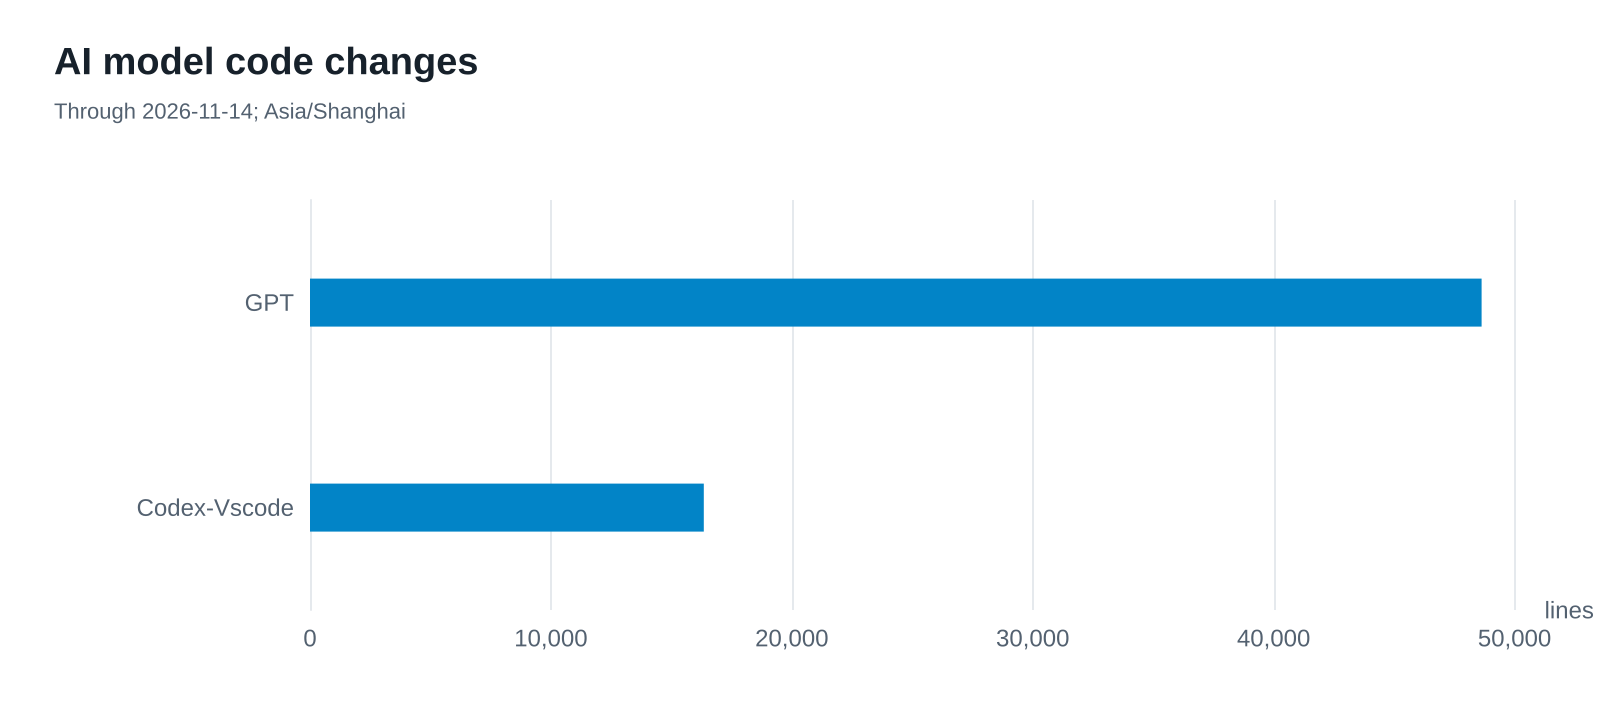 AI model code changes
Through 2026-11-14; Asia/Shanghai
GPT
Codex-Vscode
lines
0 10,000 20,000 30,000 40,000 50,000